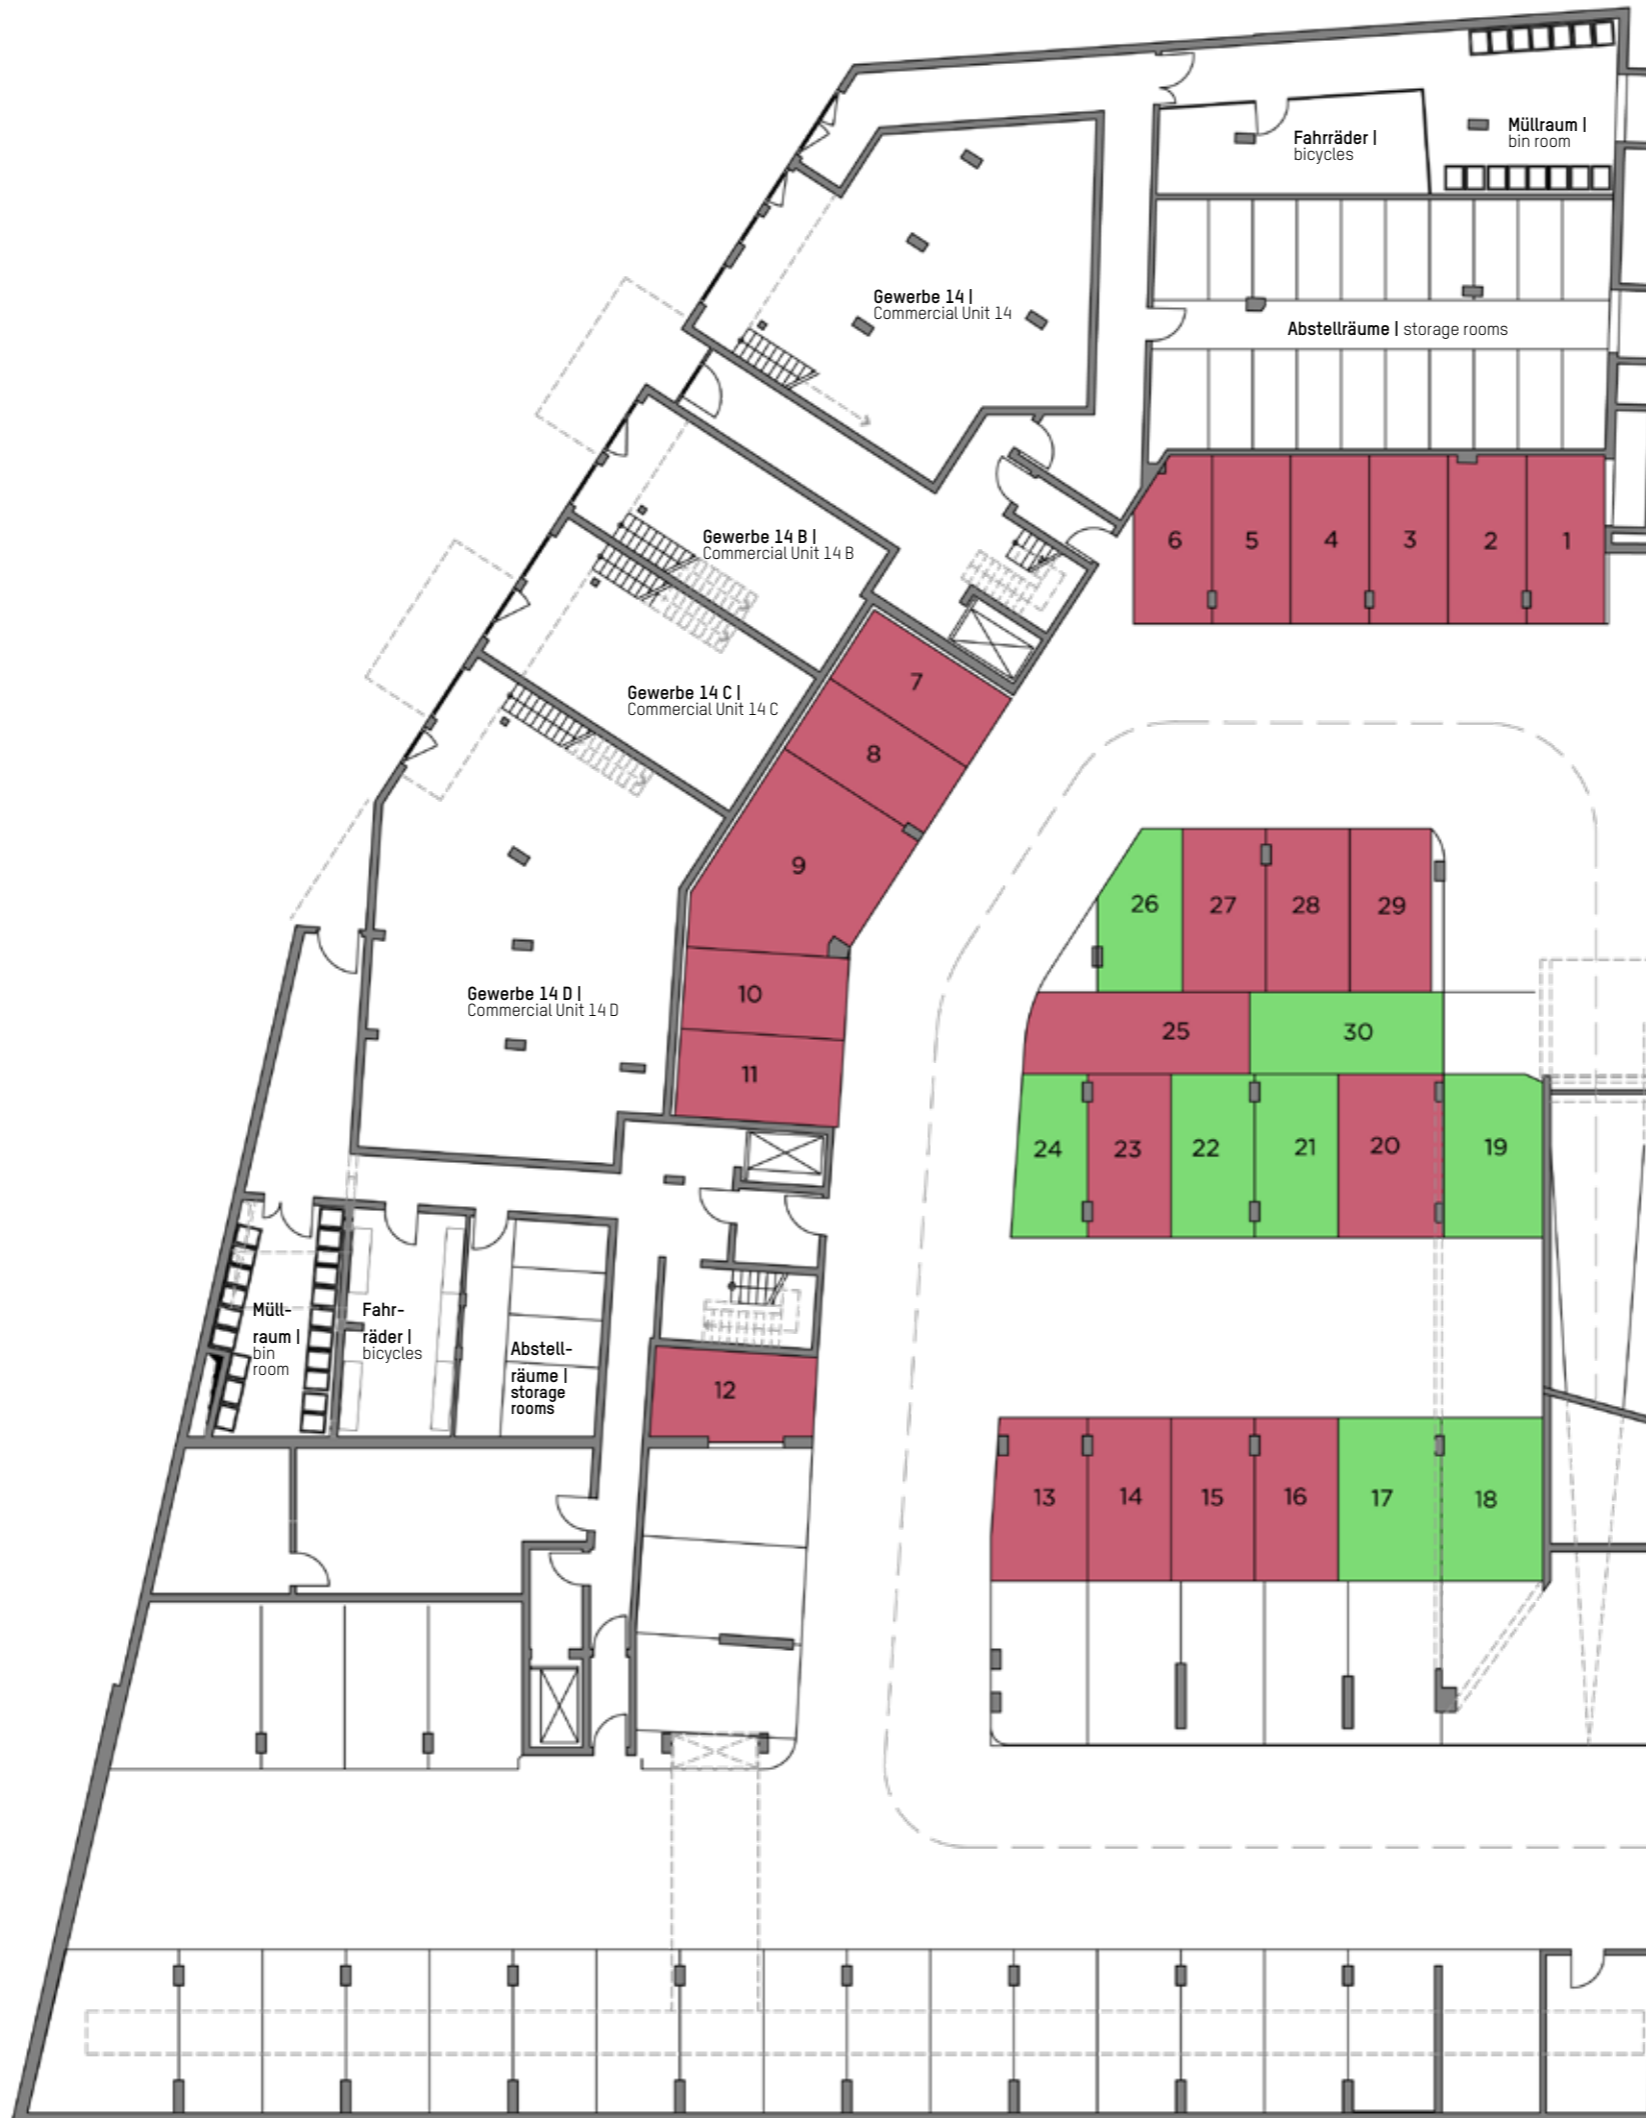 Fahrräder |
bicycles
Müllraum |
bin room
Gewerbe 14 |
Commercial Unit 14
Abstellräume | storage rooms
Gewerbe 14 B |
Commercial Unit 14 B
6
5
4
3
2
1
Gewerbe 14 C |
Commercial Unit 14 C
7
8
9
26
27
28
29
Gewerbe 14 D |
Commercial Unit 14 D
10
25
30
11
24
23
22
21
20
19
Müll-
raum |
bin
room
Fahr-
räder |
bicycles
Abstell-
räume |
storage
rooms
12
13
14
15
16
17
18